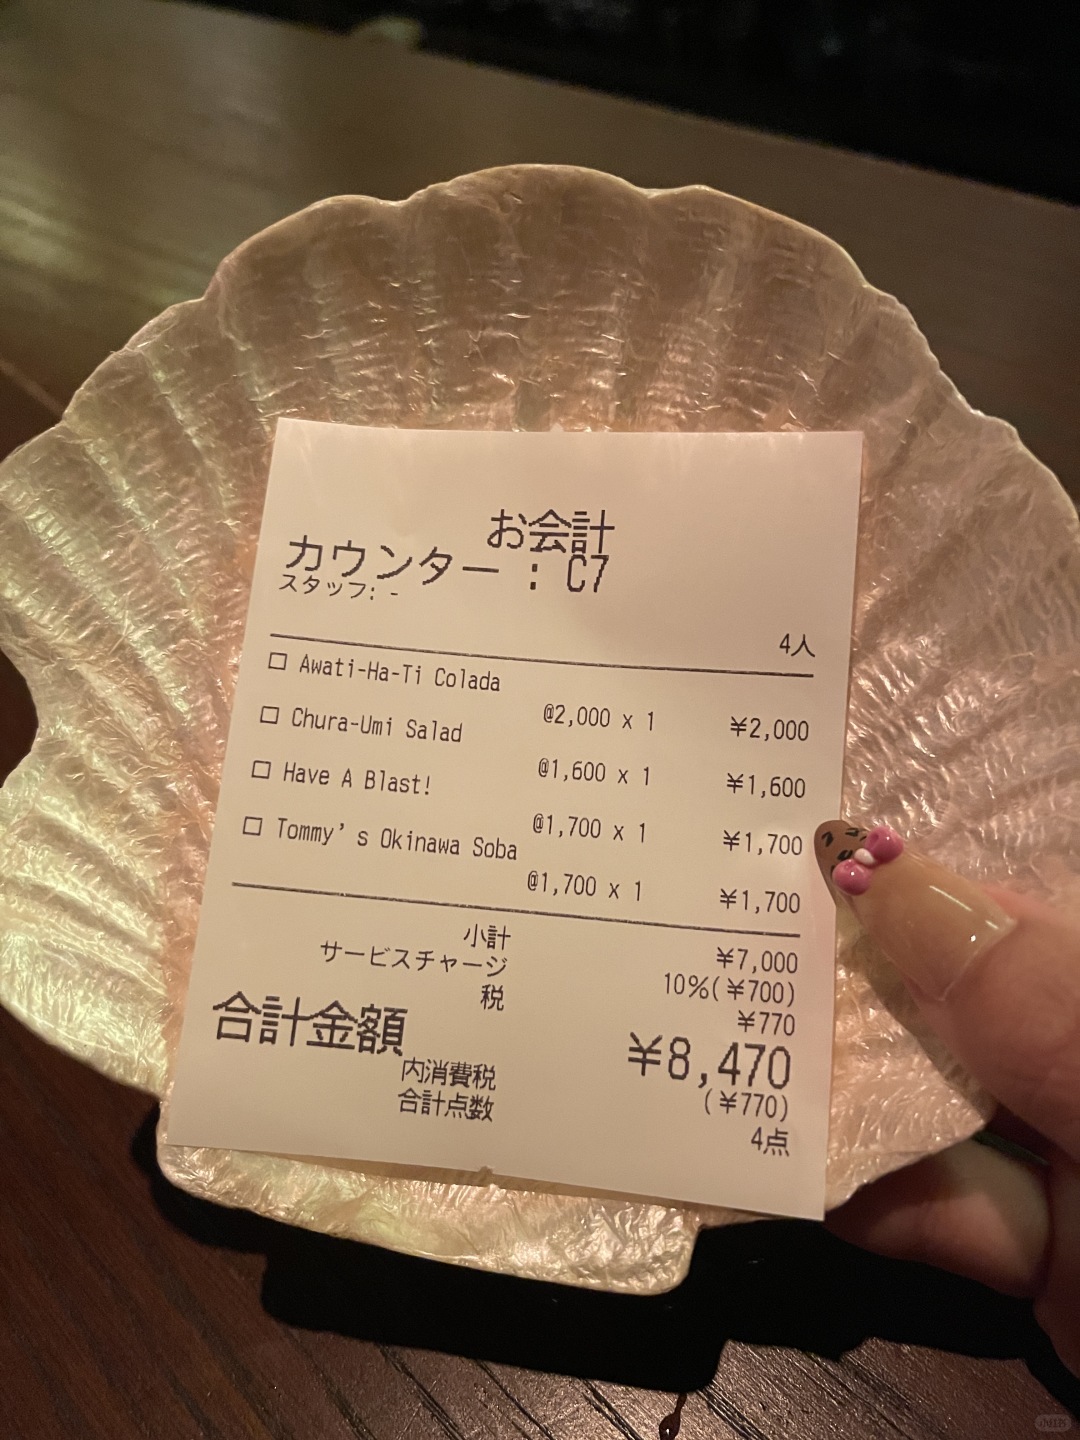 お会計
カウンター : C7
スタッフ: -
4人
□ Awati-Ha-Ti Colada
@2,000 x 1 ¥2,000
□ Chura-Umi Salad
@1,600 x 1 ¥1,600
□ Have A Blast!
@1,700 x 1 ¥1,700
□ Tommy’s Okinawa Soba
@1,700 x 1 ¥1,700
小計 ¥7,000
サービスチャージ 10%(¥700)
税 ¥770
合計金額 ¥8,470
内消費税 (¥770)
合計点数 4点